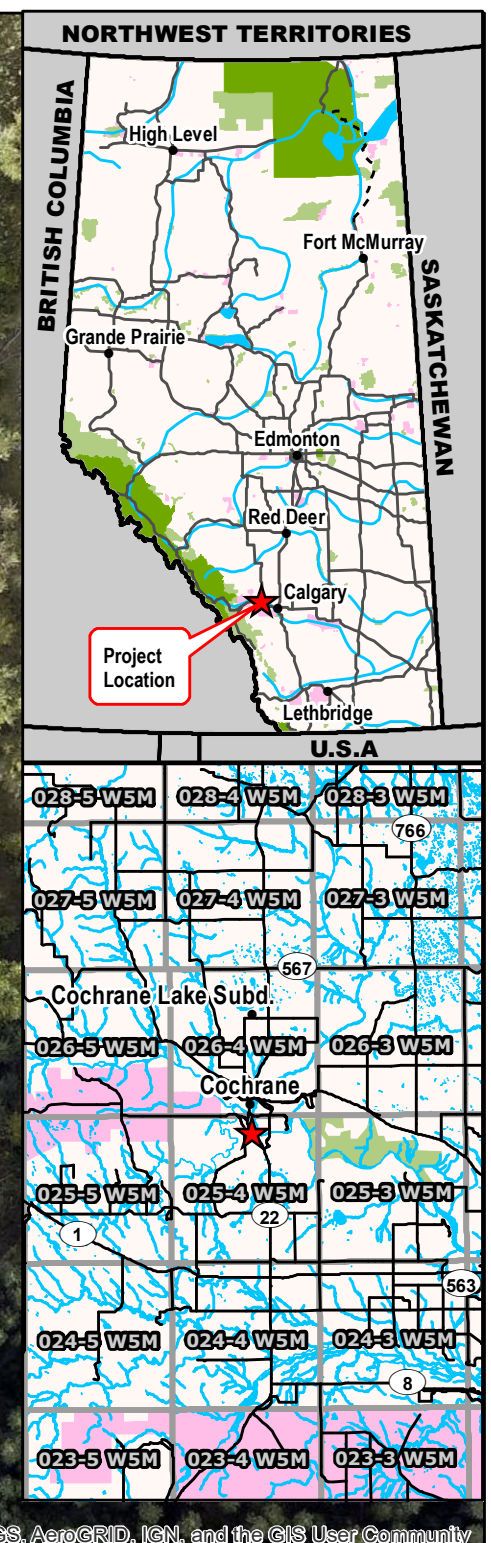 NORTHWEST TERRITORIES
BRITISH COLUMBIA
High Level
Fort McMurray
SASKATCHEWAN
Grande Prairie
Edmonton
Red Deer
Calgary
Project
Location
Lethbridge
U.S.A
028-5 W5M 028-4 W5M 028-3 W5M
766
027-5 W5M 027-4 W5M 027-3 W5M
567
Cochrane Lake Subd.
026-5 W5M 026-4 W5M 026-3 W5M
Cochrane
025-5 W5M 025-4 W5M 025-3 W5M
22
1
563
024-5 W5M 024-4 W5M 024-3 W5M
8
023-5 W5M 023-4 W5M 023-3 W5M
GS, AeroGRID, IGN, and the GIS User Community